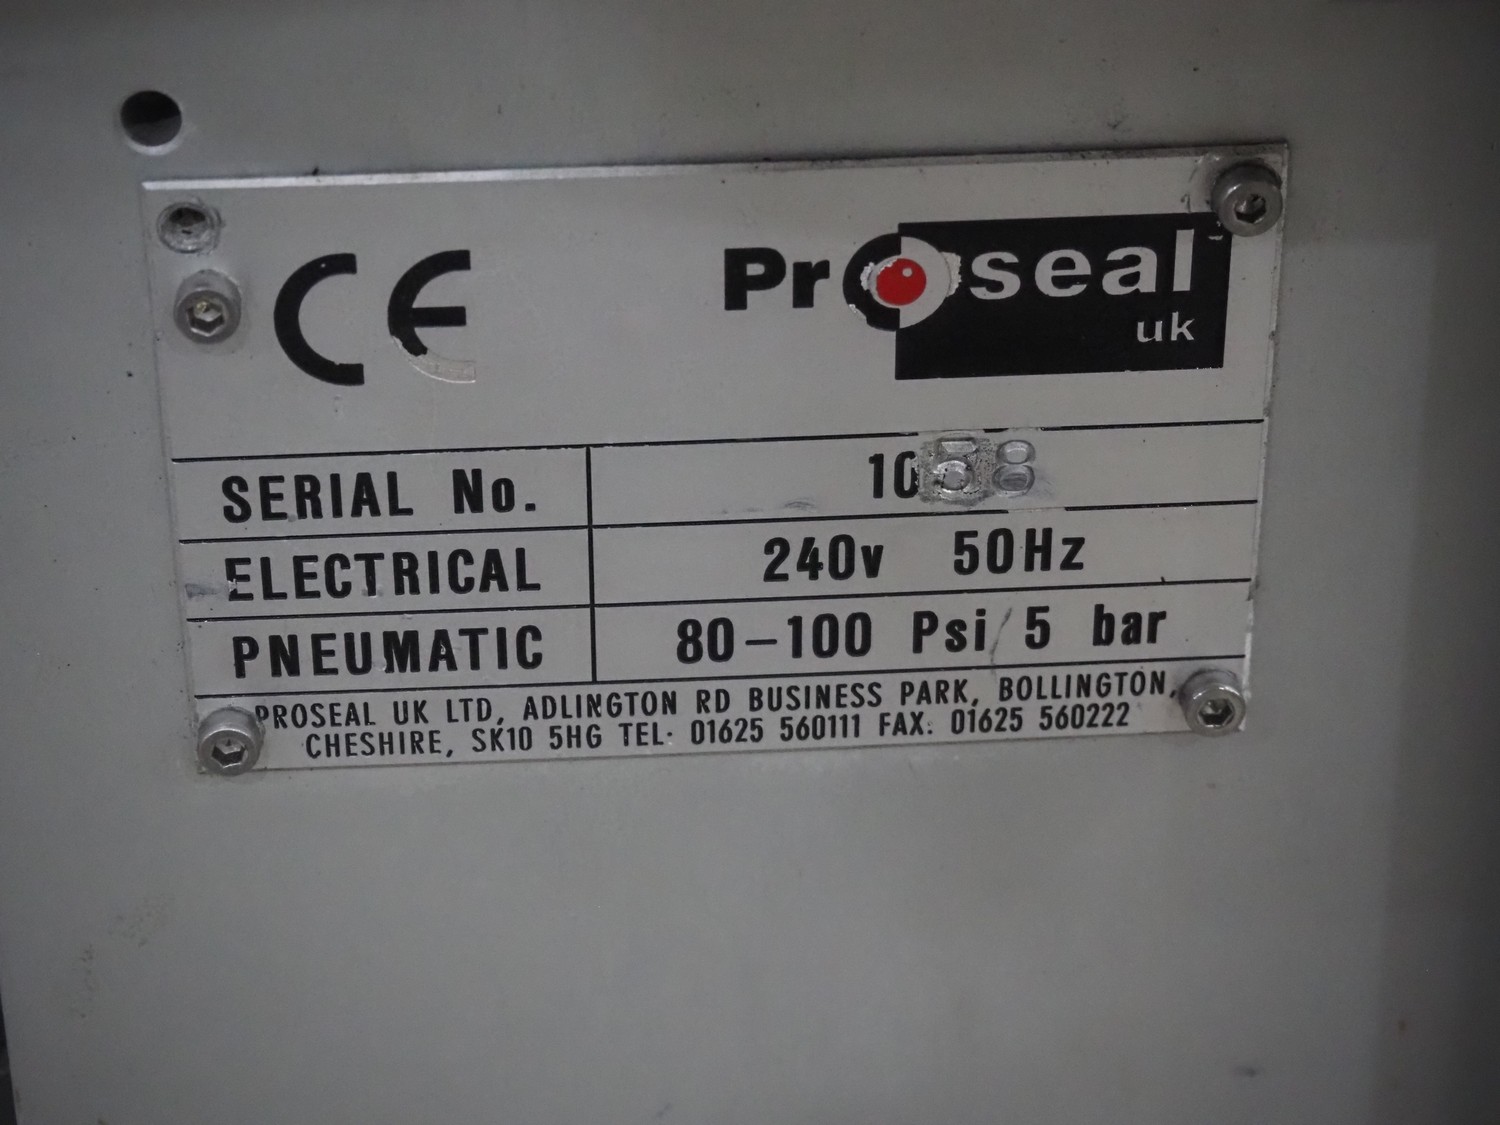 CE
Proseal
uk
SERIAL No. 1058
ELECTRICAL 240v 50Hz
PNEUMATIC 80-100 Psi/5 bar
PROSEAL UK LTD, ADLINGTON RD BUSINESS PARK, BOLLINGTON,
CHESHIRE, SK10 5HG TEL: 01625 560111 FAX: 01625 560222